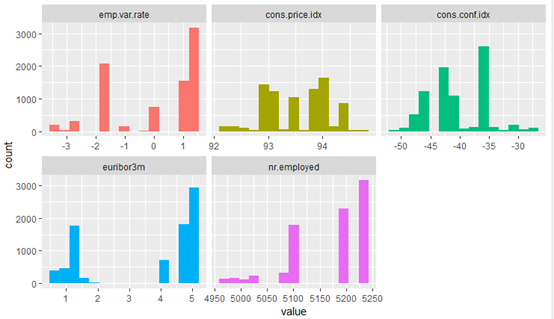 emp.var.rate cons.price.idx cons.conf.idx
3000
2000
1000
0
-3 -2 -1 0 1 92 93 94 -50 -45 -40 -35 -30
euribor3m nr.employed
3000
2000
1000
0
1 2 3 4 5 4950 5000 5050 5100 5150 5200 5250
count
value